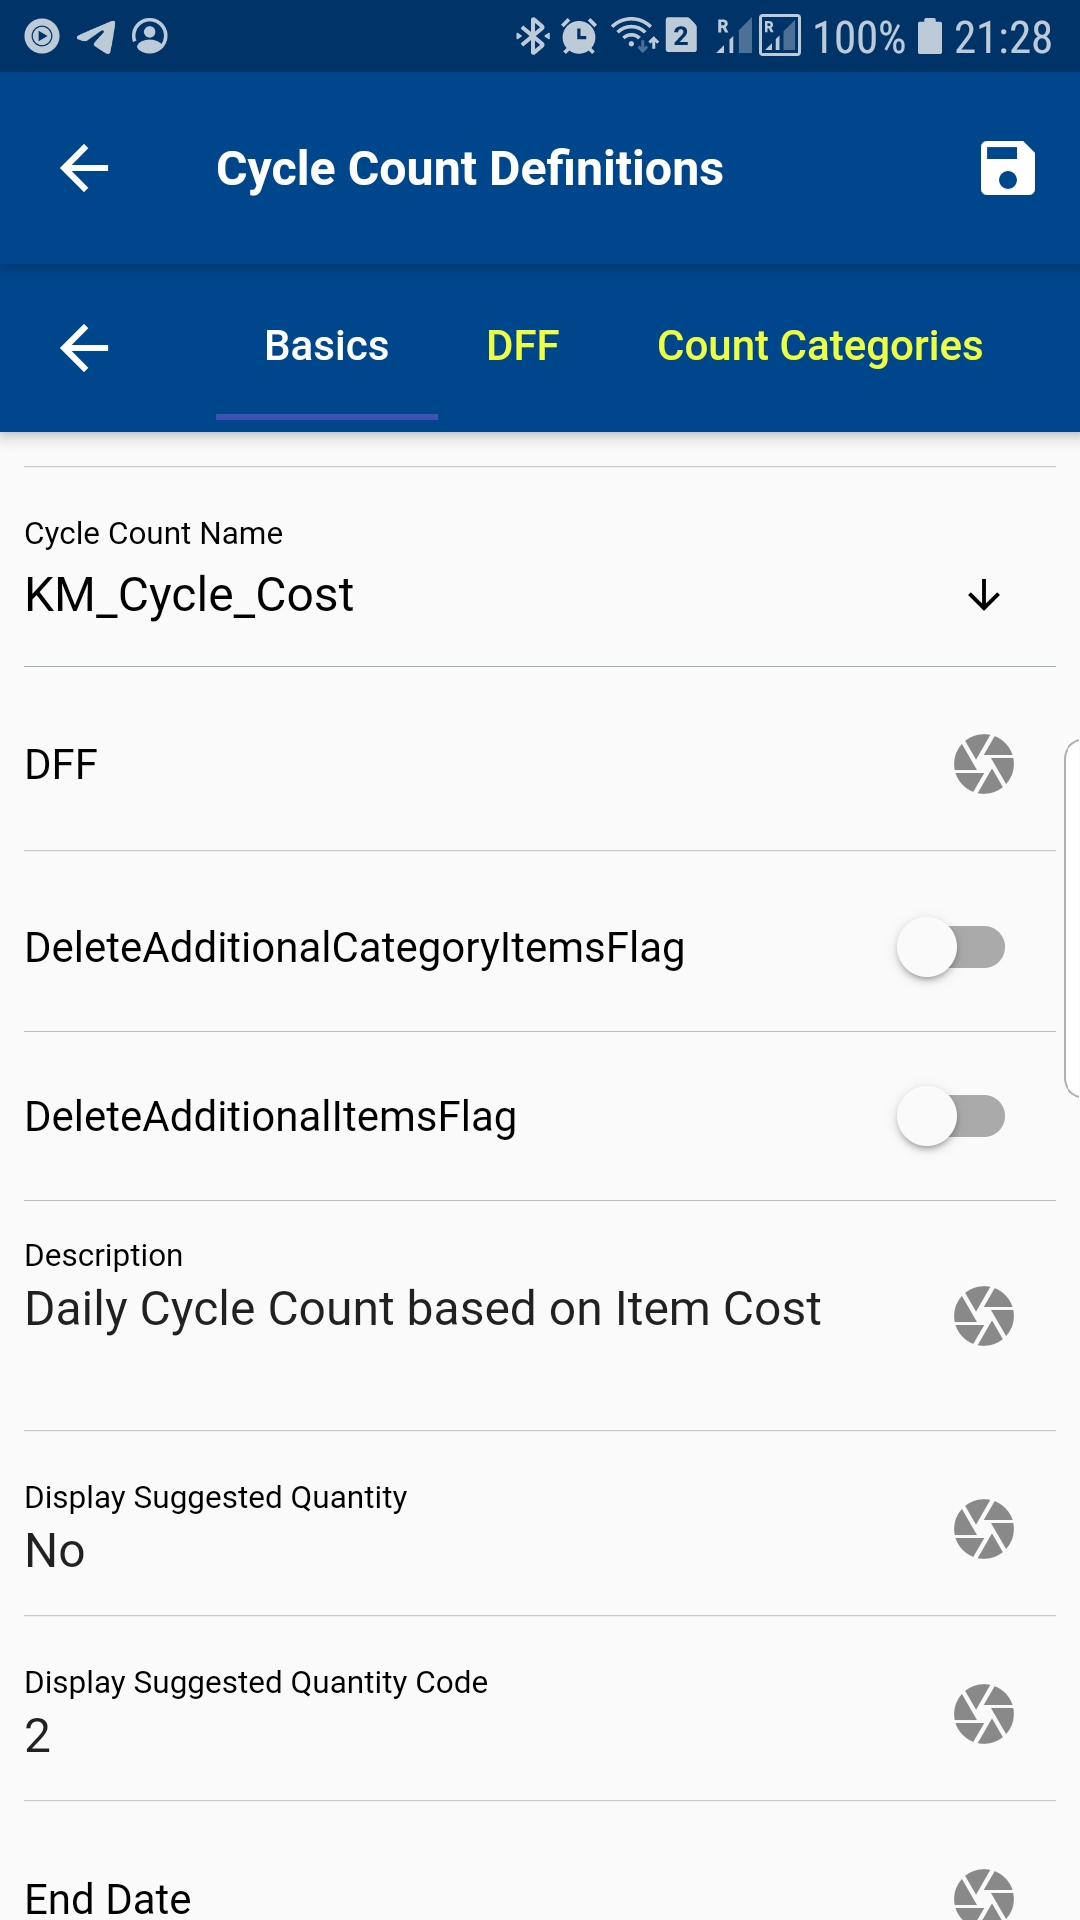 2 R R 100% 21:28
Cycle Count Definitions
Basics DFF Count Categories
Cycle Count Name
KM_Cycle_Cost
DFF
DeleteAdditionalCategoryItemsFlag
DeleteAdditionalItemsFlag
Description
Daily Cycle Count based on Item Cost
Display Suggested Quantity
No
Display Suggested Quantity Code
2
End Date